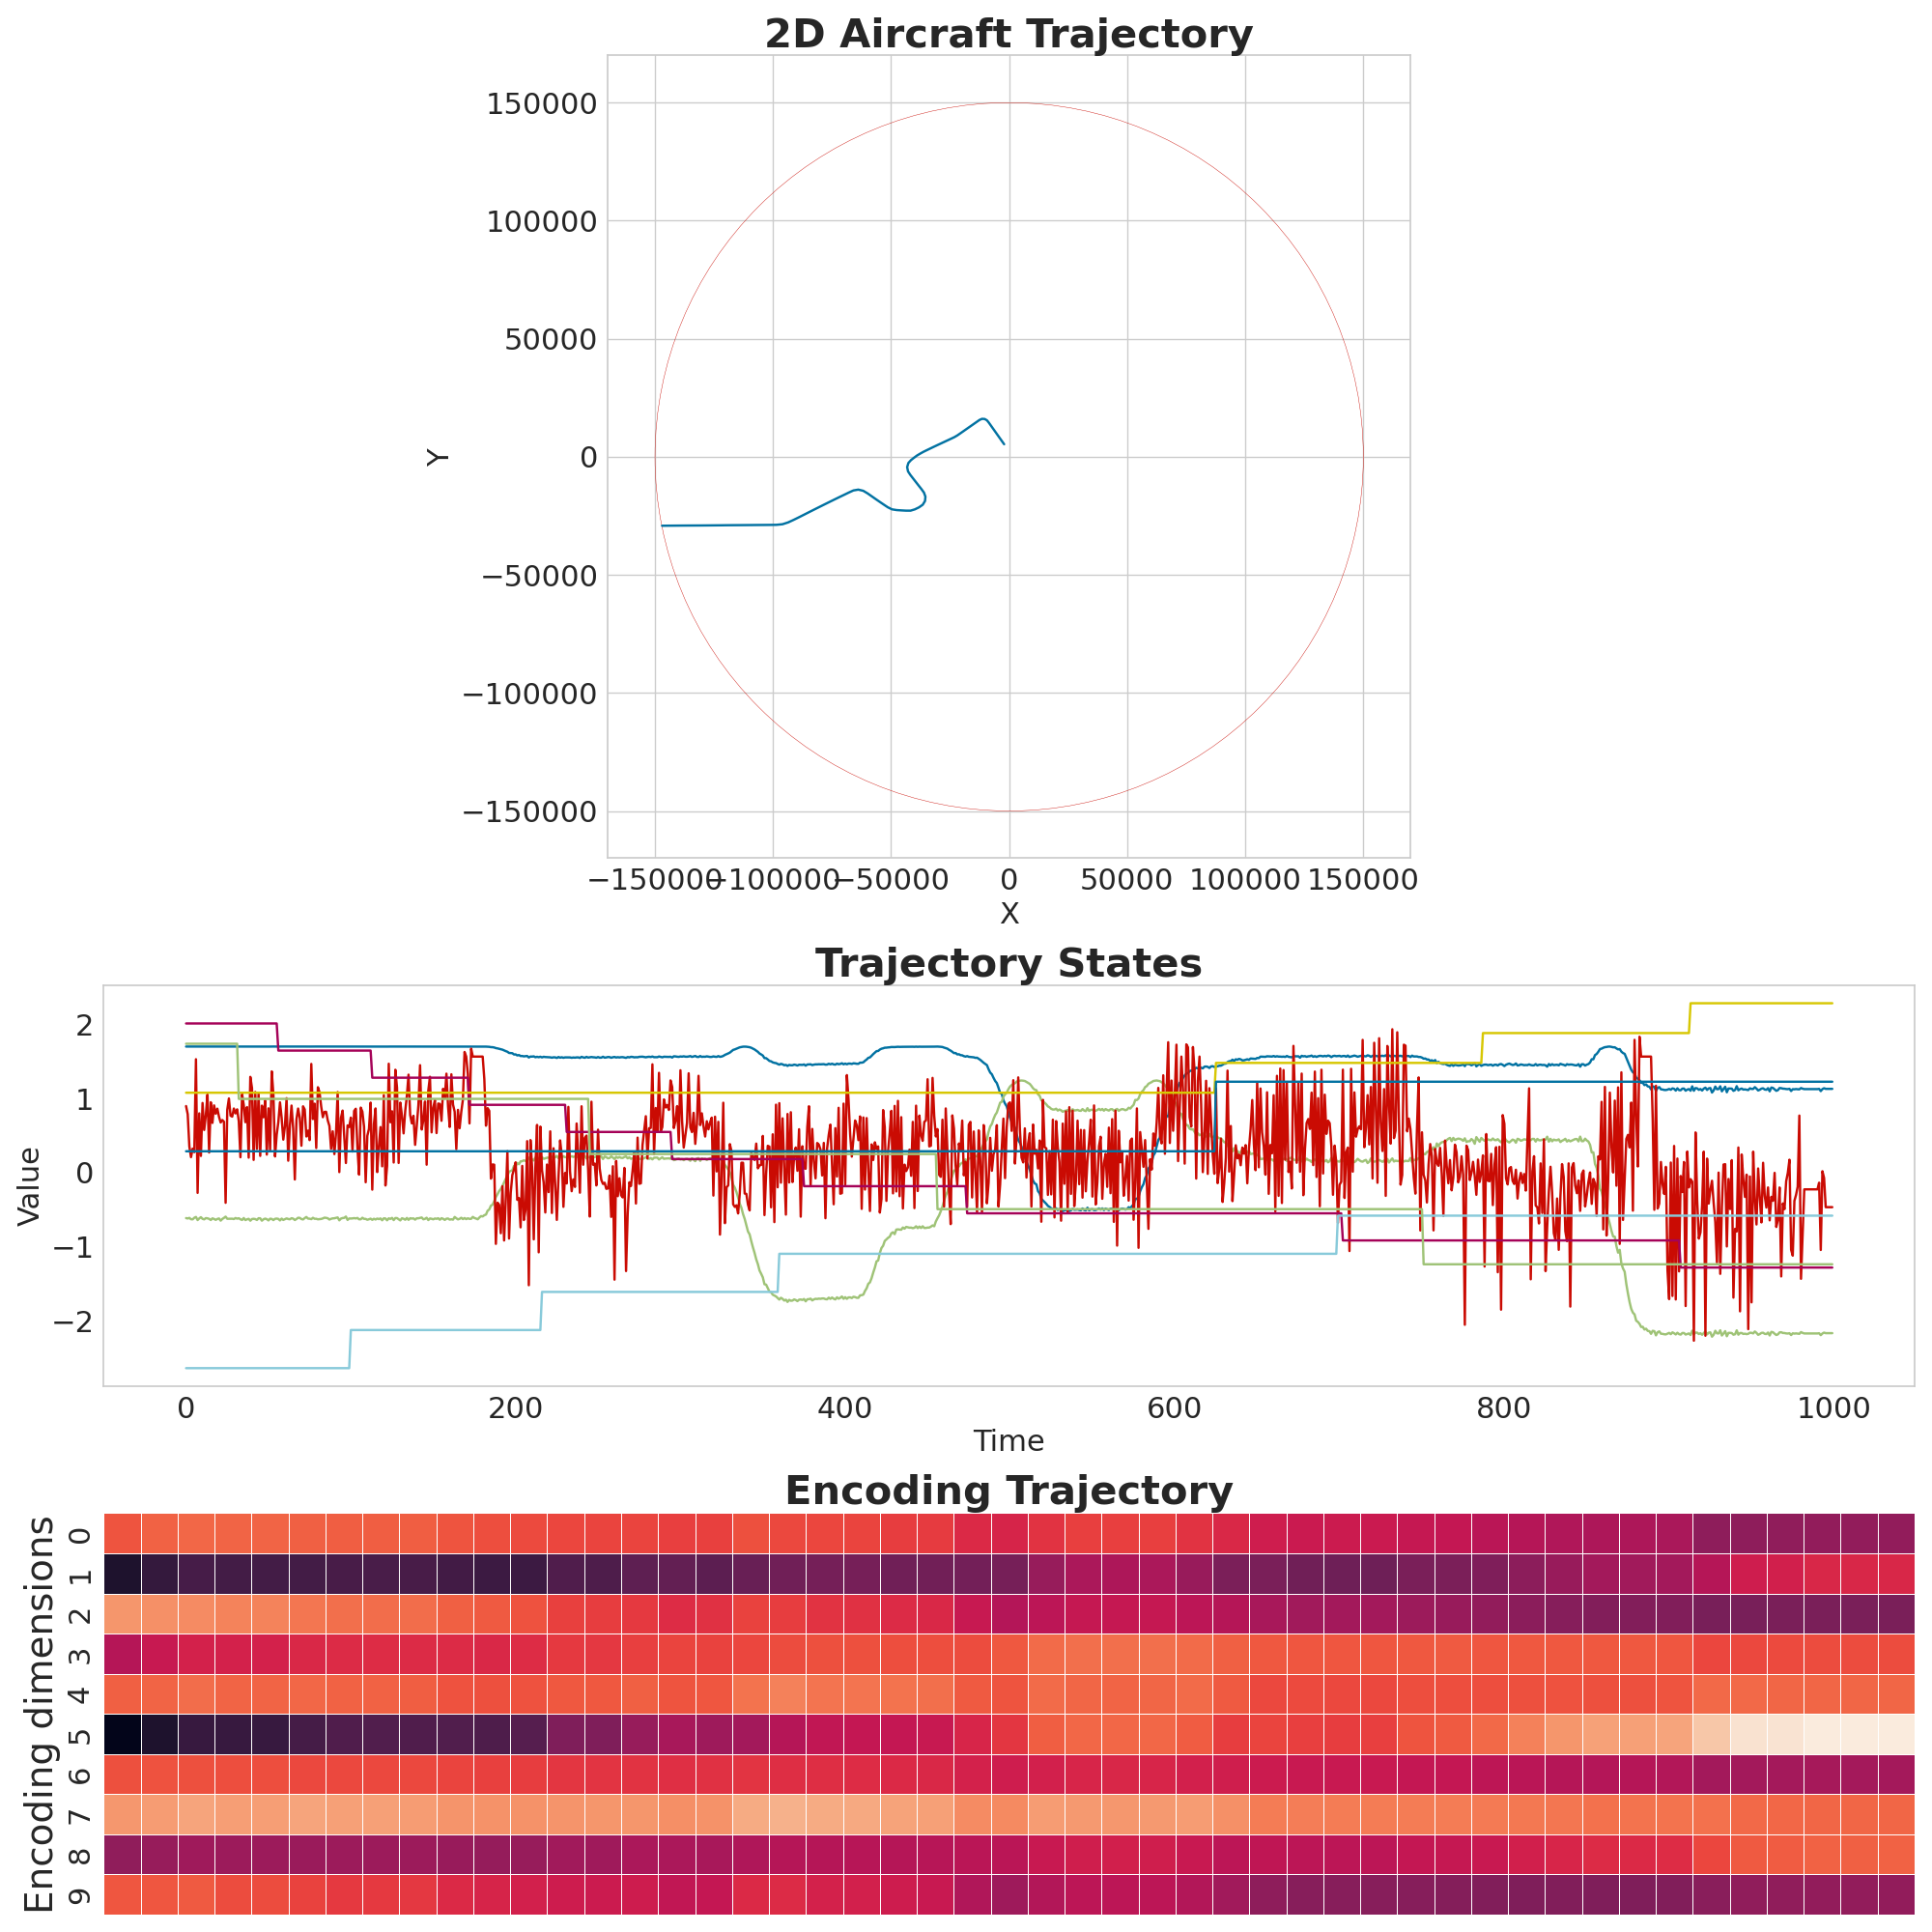 2D Aircraft Trajectory
150000
100000
50000
0
−50000
−100000
−150000
Y
−150000 −100000 −50000 0 50000 100000 150000
X
Trajectory States
2
1
0
−1
−2
Value
0 200 400 600 800 1000
Time
Encoding Trajectory
Encoding dimensions
0
1
2
3
4
5
6
7
8
9